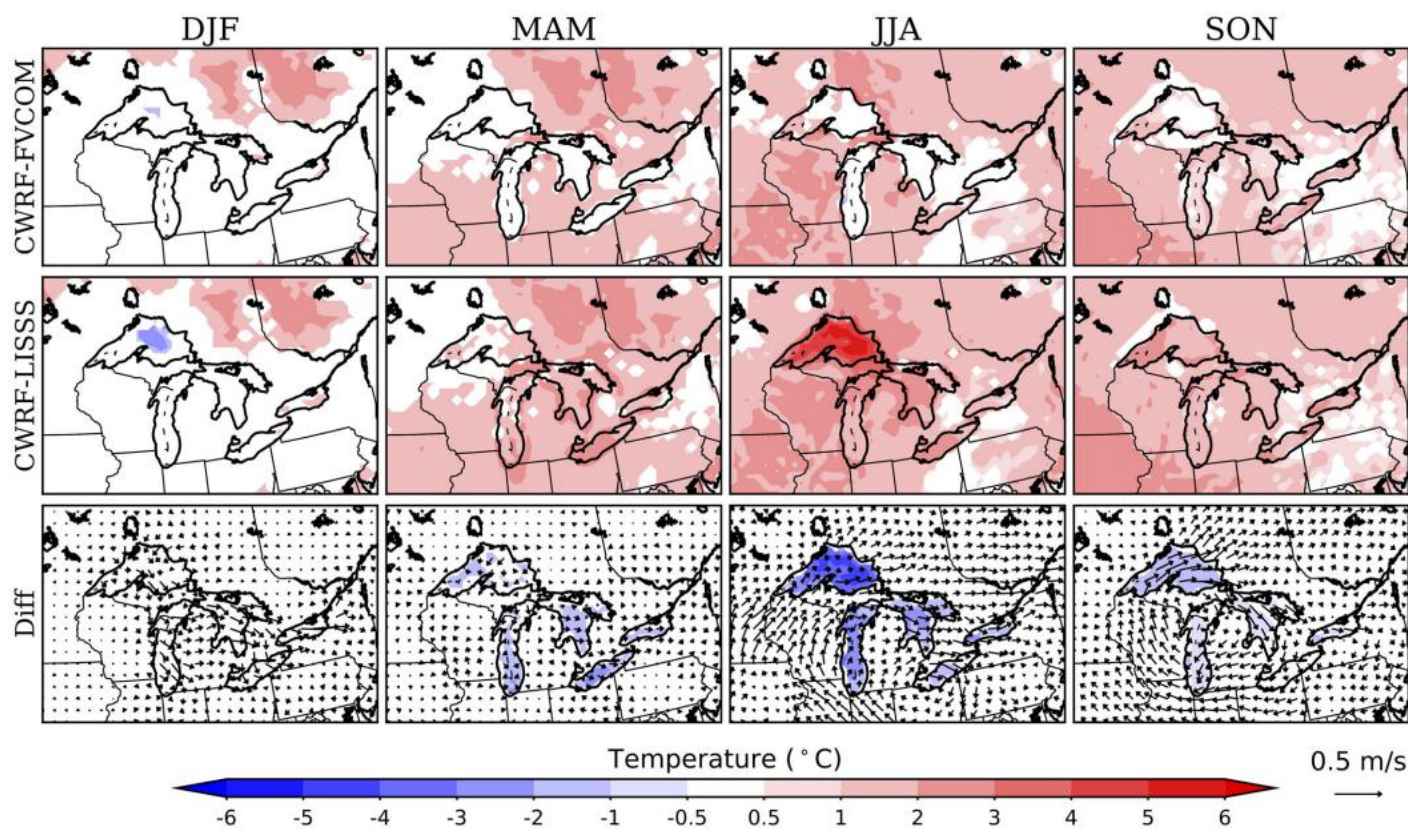 DJF MAM JJA SON
CWRF-FVCOM
CWRF-LISSS
Diff
Temperature (°C)
0.5 m/s
-6 -5 -4 -3 -2 -1 -0.5 0.5 1 2 3 4 5 6